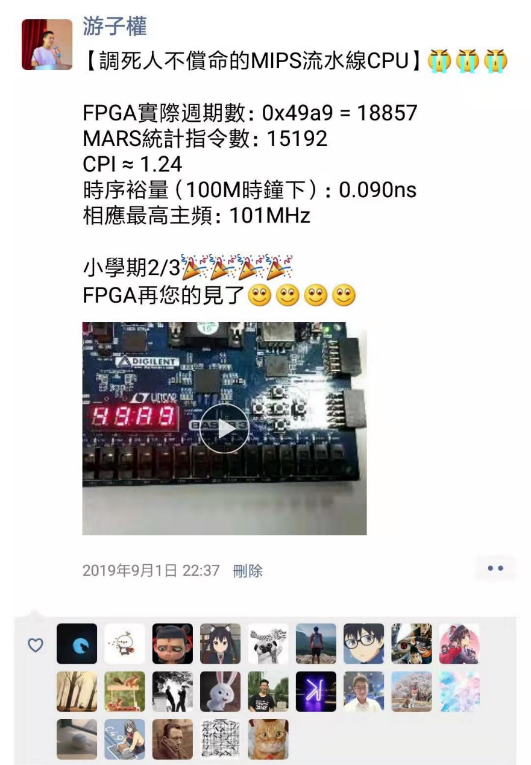 游子權
【調死人不償命的MIPS流水線CPU】😭😭😭
FPGA實際週期數：0x49a9 = 18857
MARS統計指令數：15192
CPI ≈ 1.24
時序裕量（100M時鐘下）：0.090ns
相應最高主頻：101MHz
小學期2/3🎉🎉🎉🎉
FPGA再您的見了🙂🙂🙂🙂
DIGILENT
LINEAR
49A9
BASYS3
2019年9月1日 22:37 刪除